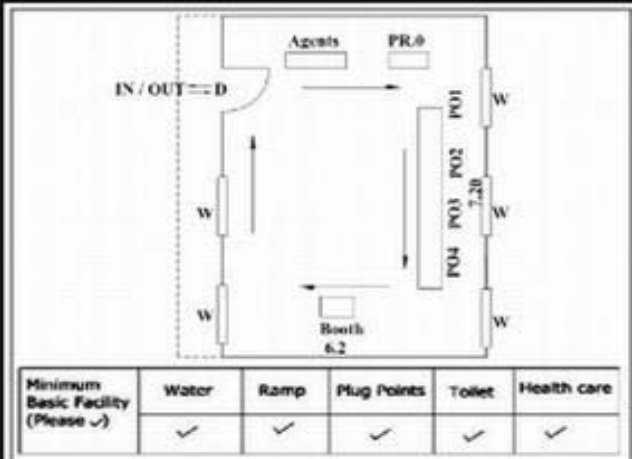 Agents PR.0
IN / OUT D
PO1
W
PO2
PO3
7.20
W
W
PO4
W
W
Booth
6.2
Minimum Basic Facility (Please ✓) Water Ramp Plug Points Toilet Health care
✓ ✓ ✓ ✓ ✓